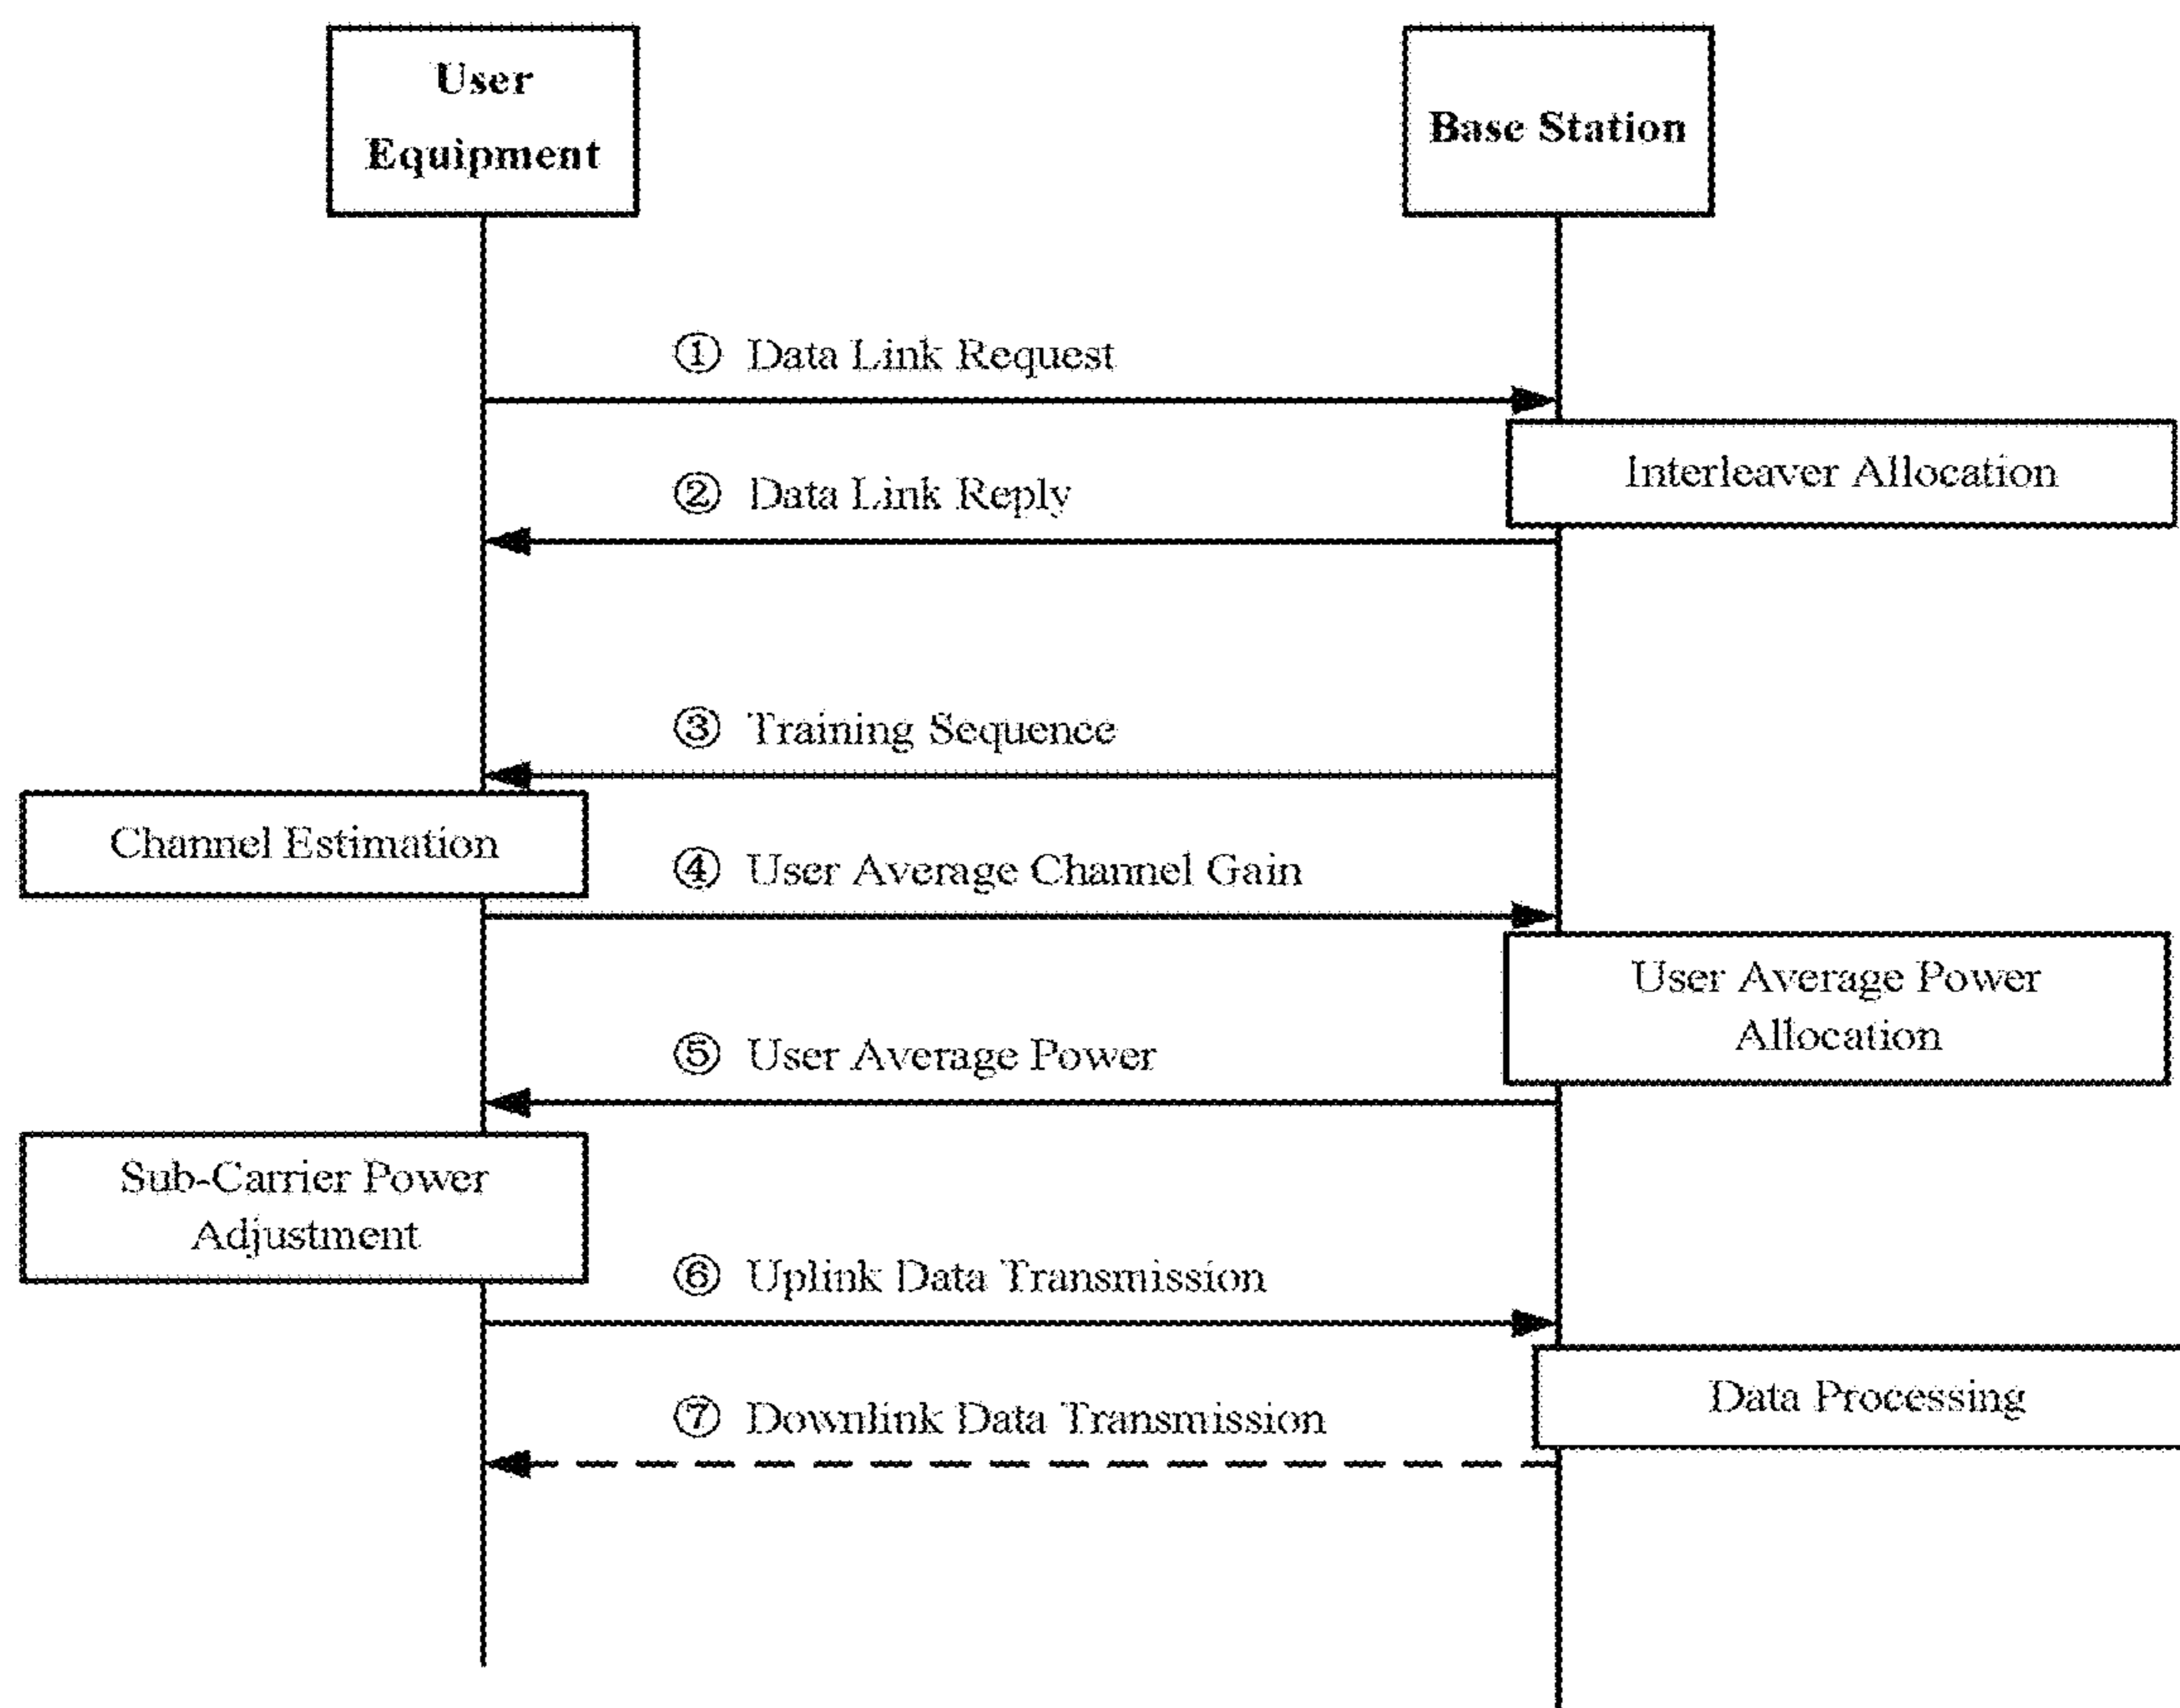 User
Equipment
Base Station
① Data Link Request
Interleaver Allocation
② Data Link Reply
③ Training Sequence
Channel Estimation
④ User Average Channel Gain
User Average Power
Allocation
⑤ User Average Power
Sub-Carrier Power
Adjustment
⑥ Uplink Data Transmission
Data Processing
⑦ Downlink Data Transmission